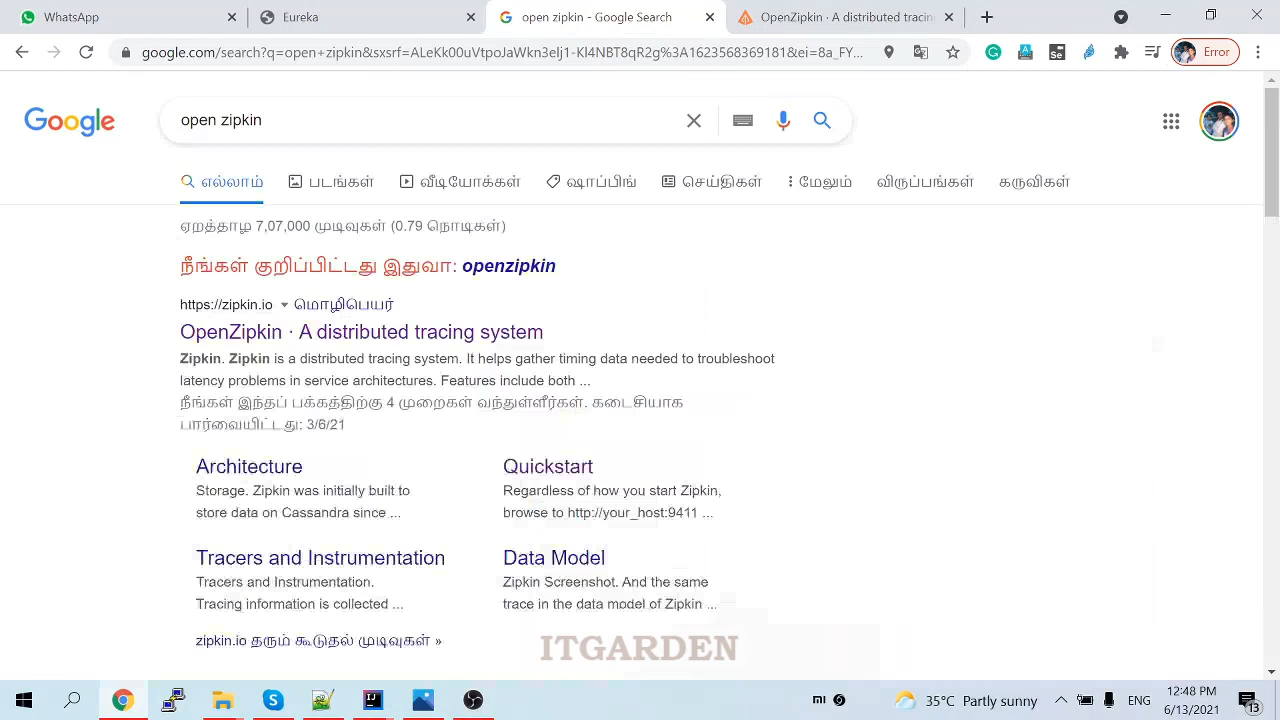 WhatsApp
Eureka
open zipkin - Google Search
OpenZipkin · A distributed tracin
google.com/search?q=open+zipkin&sxsrf=ALeKk00uVtpoJaWkn3elj1-Kl4NBT8qR2g%3A1623568369181&ei=8a_FY...
Error
Google
open zipkin
எல்லாம்
படங்கள்
வீடியோக்கள்
ஷாப்பிங்
செய்திகள்
மேலும்
விருப்பங்கள்
கருவிகள்
ஏறத்தாழ 7,07,000 முடிவுகள் (0.79 நொடிகள்)
நீங்கள் குறிப்பிட்டது இதுவா: openzipkin
https://zipkin.io மொழிபெயர்
OpenZipkin · A distributed tracing system
Zipkin. Zipkin is a distributed tracing system. It helps gather timing data needed to troubleshoot
latency problems in service architectures. Features include both ...
நீங்கள் இந்தப் பக்கத்திற்கு 4 முறைகள் வந்துள்ளீர்கள். கடைசியாக
பார்வையிட்டது: 3/6/21
Architecture
Storage. Zipkin was initially built to
store data on Cassandra since ...
Quickstart
Regardless of how you start Zipkin,
browse to http://your_host:9411 ...
Tracers and Instrumentation
Tracers and Instrumentation.
Tracing information is collected ...
Data Model
Zipkin Screenshot. And the same
trace in the data model of Zipkin ...
zipkin.io தரும் கூடுதல் முடிவுகள் »
ITGARDEN
35°C Partly sunny
ENG
12:48 PM
6/13/2021
13